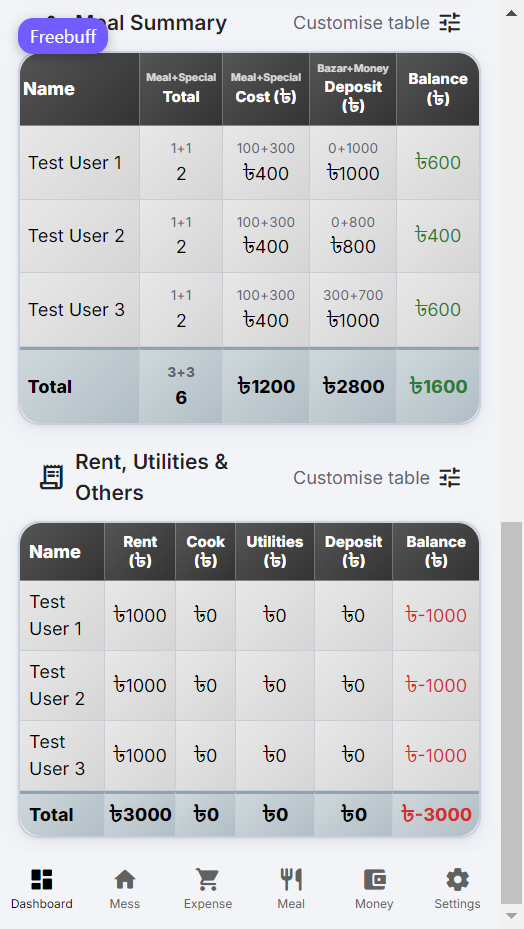 Meal Summary
Customise table
Freebuff
Name
Meal+Special
Total
Meal+Special
Cost (৳)
Bazar+Money
Deposit
(৳)
Balance
(৳)
Test User 1
1+1
2
100+300
৳400
0+1000
৳1000
৳600
Test User 2
1+1
2
100+300
৳400
0+800
৳800
৳400
Test User 3
1+1
2
100+300
৳400
300+700
৳1000
৳600
Total
3+3
6
৳1200
৳2800
৳1600
Rent, Utilities &
Others
Customise table
Name
Rent
(৳)
Cook
(৳)
Utilities
(৳)
Deposit
(৳)
Balance
(৳)
Test
User 1
৳1000
৳0
৳0
৳0
৳-1000
Test
User 2
৳1000
৳0
৳0
৳0
৳-1000
Test
User 3
৳1000
৳0
৳0
৳0
৳-1000
Total
৳3000
৳0
৳0
৳0
৳-3000
Dashboard
Mess
Expense
Meal
Money
Settings